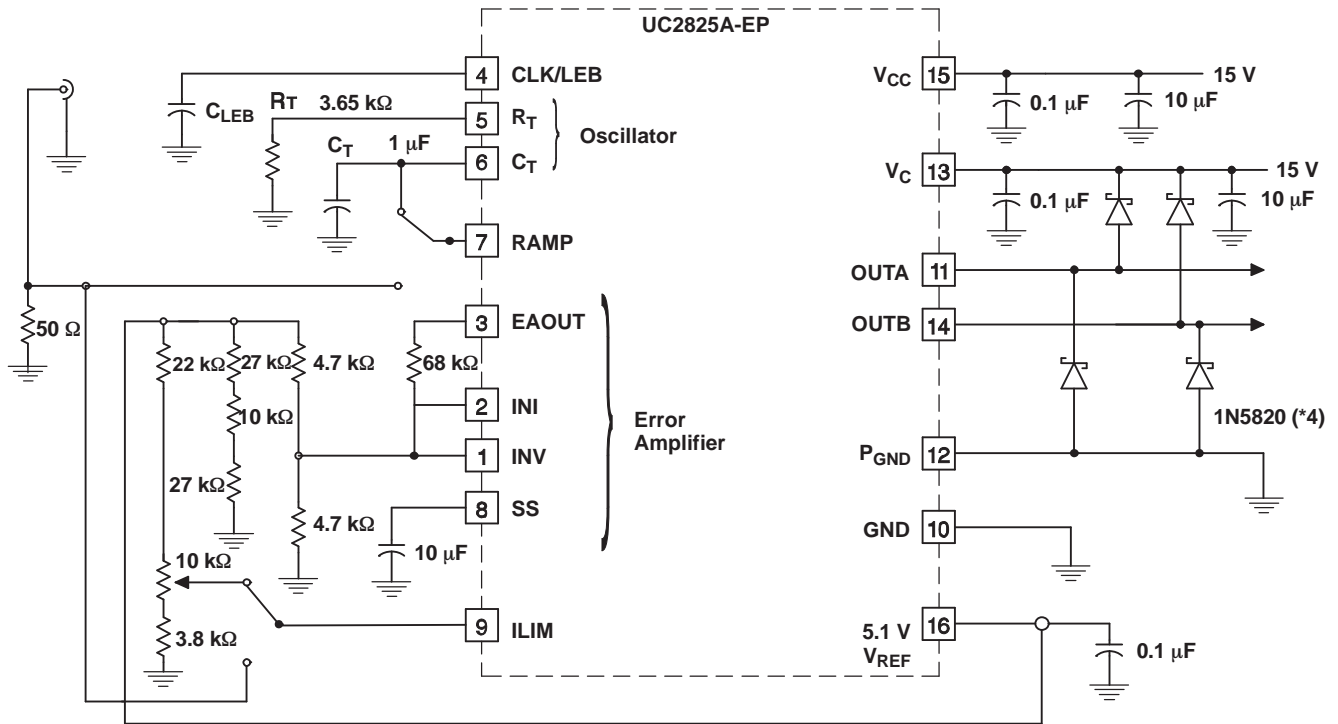 UC2825A-EP
4 CLK/LEB
CLEB
RT 3.65 kΩ
5 RT
Oscillator
CT 1 μF
6 CT
7 RAMP
50 Ω
3 EAOUT
22 kΩ 27 kΩ 4.7 kΩ 68 kΩ
10 kΩ
2 INI
Error
Amplifier
1 INV
27 kΩ
8 SS
4.7 kΩ
10 μF
10 kΩ
3.8 kΩ
9 ILIM
VCC 15 15 V
0.1 μF 10 μF
VC 13 15 V
0.1 μF 10 μF
OUTA 11
OUTB 14
1N5820 (*4)
PGND 12
GND 10
5.1 V
VREF 16
0.1 μF